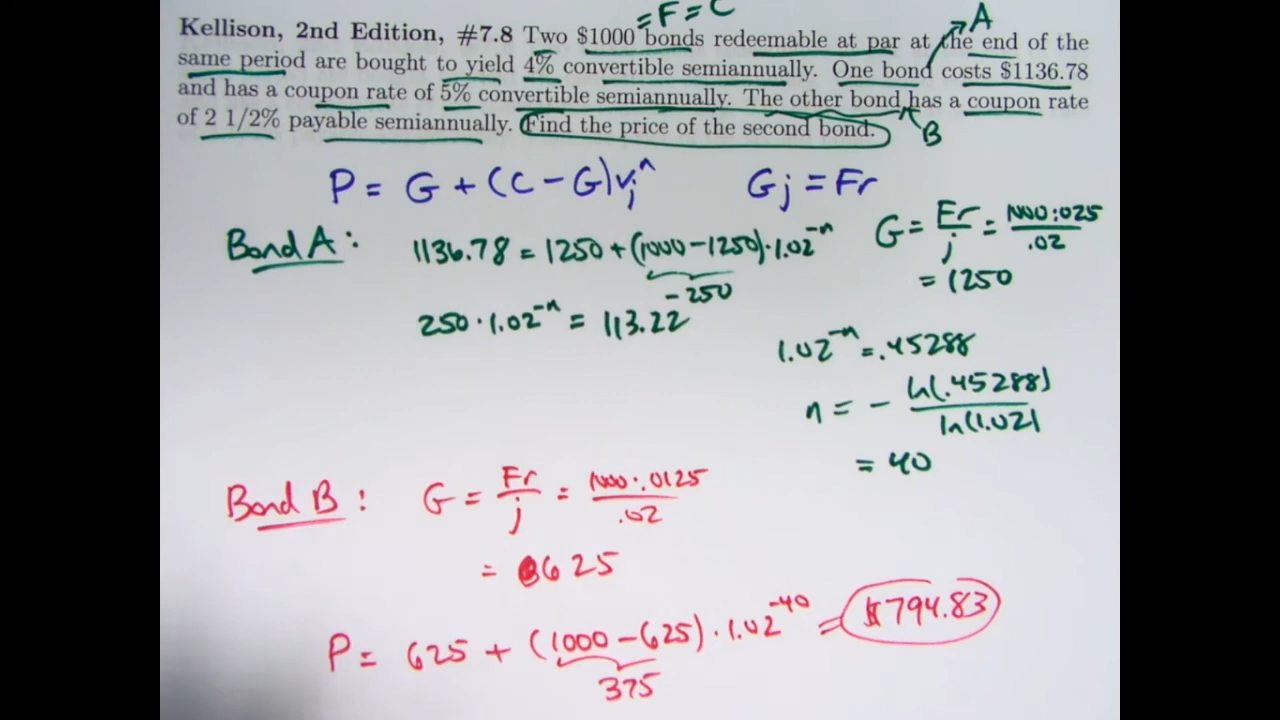 = F = C
→ A
Kellison, 2nd Edition, #7.8 Two $1000 bonds redeemable at par at the end of the
same period are bought to yield 4% convertible semiannually. One bond costs $1136.78
and has a coupon rate of 5% convertible semiannually. The other bond has a coupon rate
of 2 1/2% payable semiannually. Find the price of the second bond.
B
P = G + (C - G)v_j^n
Gj = Fr
G = Fr/j = 1000·.025/.02
= 1250
Bond A: 1136.78 = 1250 + (1000 - 1250)·1.02^-n
-250
250·1.02^-n = 113.22
1.02^-n = .45288
n = - ln(.45288)/ln(1.02)
= 40
Bond B: G = Fr/j = 1000·.0125/.02
= 625
P = 625 + (1000 - 625)·1.02^-40 = $794.83
375